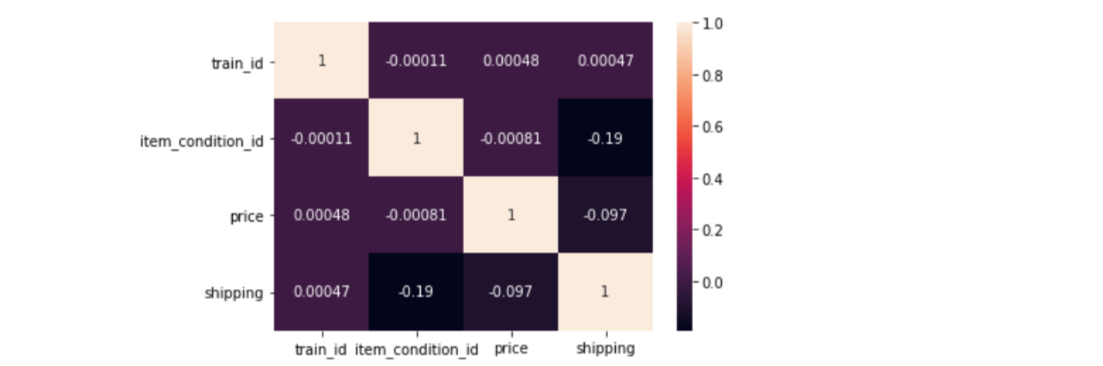 1.0
train_id 1 -0.00011 0.00048 0.00047
0.8
item_condition_id -0.00011 1 -0.00081 -0.19
0.6
0.4
price 0.00048 -0.00081 1 -0.097
0.2
shipping 0.00047 -0.19 -0.097 1
0.0
train_id item_condition_id price shipping